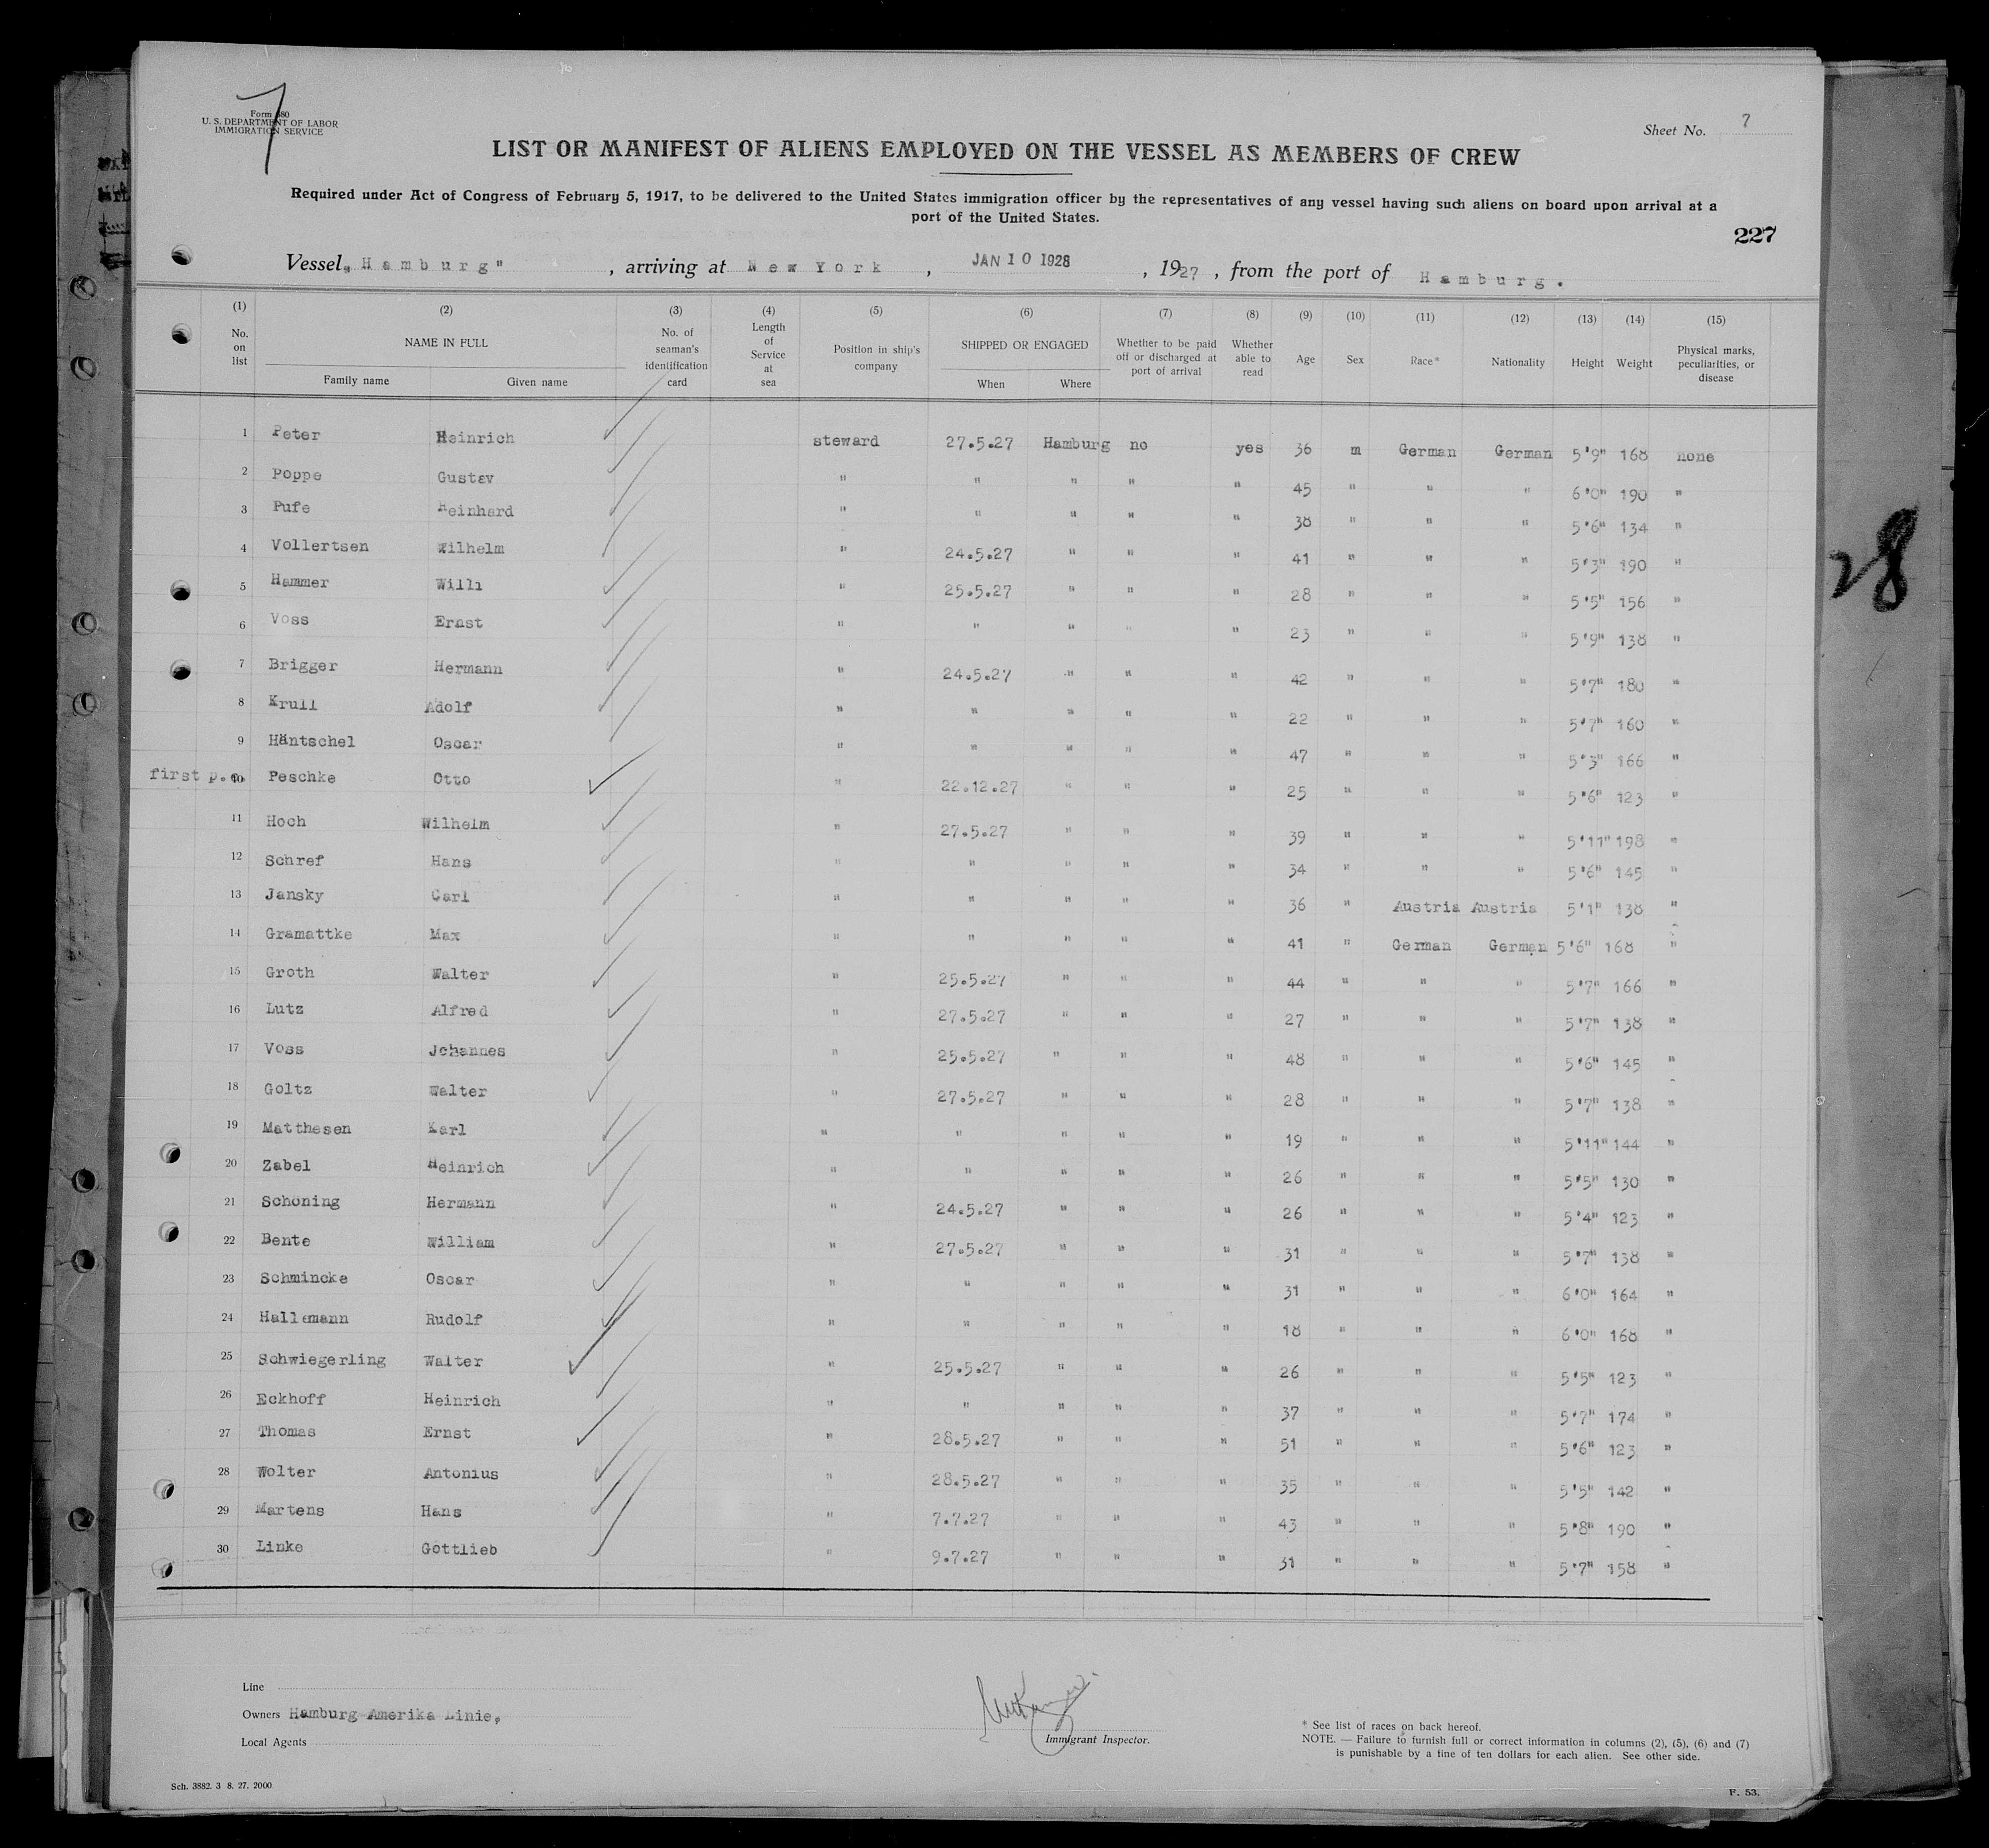 7
Form 680
U. S. DEPARTMENT OF LABOR
IMMIGRATION SERVICE
Sheet No. 7
LIST OR MANIFEST OF ALIENS EMPLOYED ON THE VESSEL AS MEMBERS OF CREW
Required under Act of Congress of February 5, 1917, to be delivered to the United States immigration officer by the representatives of any vessel having such aliens on board upon arrival at a
port of the United States.
227
Vessel „Hamburg" , arriving at New York , JAN 10 1928 , 1927 , from the port of Hamburg.
(1) (2) (3) (4) (5) (6) (7) (8) (9) (10) (11) (12) (13) (14) (15)
No. on list NAME IN FULL Family name Given name No. of seaman's identification card Length of Service at sea Position in ship's company SHIPPED OR ENGAGED When Where Whether to be paid off or discharged at port of arrival Whether able to read Age Sex Race* Nationality Height Weight Physical marks, peculiarities, or disease
1 Peter Heinrich steward 27.5.27 Hamburg no yes 36 m German German 5'9" 168 none
2 Poppe Gustav " " " " " 45 " " " 6'0" 190 "
3 Pufe Reinhard " " " " " 38 " " " 5'6" 134 "
4 Vollertsen Wilhelm " 24.5.27 " " " 41 " " " 5'3" 190 "
5 Hammer Willi " 25.5.27 " " " 28 " " " 5'5" 156 "
6 Voss Ernst " " " " " 23 " " " 5'9" 138 "
7 Brigger Hermann " 24.5.27 " " " 42 " " " 5'7" 180 "
8 Krull Adolf " " " " " 22 " " " 5'7" 160 "
9 Häntschel Oscar " " " " " 47 " " " 5'3" 166 "
first p. o. 10 Peschke Otto " 22.12.27 " " " 25 " " " 5'6" 123 "
11 Hoch Wilhelm " 27.5.27 " " " 39 " " " 5'11" 198 "
12 Schref Hans " " " " " 34 " " " 5'6" 145 "
13 Jansky Carl " " " " " 36 " Austria Austria 5'1" 138 "
14 Gramattke Max " " " " " 41 " German German 5'6" 168 "
15 Groth Walter " 25.5.27 " " " 44 " " " 5'7" 166 "
16 Lutz Alfred " 27.5.27 " " " 27 " " " 5'7" 138 "
17 Voss Johannes " 25.5.27 " " " 48 " " " 5'6" 145 "
18 Goltz Walter " 27.5.27 " " " 28 " " " 5'7" 138 "
19 Matthesen Karl " " " " " 19 " " " 5'11" 144 "
20 Zabel Heinrich " " " " " 26 " " " 5'5" 130 "
21 Schoning Hermann " 24.5.27 " " " 26 " " " 5'4" 123 "
22 Bente William " 27.5.27 " " " 31 " " " 5'7" 138 "
23 Schmincke Oscar " " " " " 31 " " " 6'0" 164 "
24 Hallemann Rudolf " " " " " 18 " " " 6'0" 168 "
25 Schwiegerling Walter " 25.5.27 " " " 26 " " " 5'5" 123 "
26 Eckhoff Heinrich " " " " " 37 " " " 5'7" 174 "
27 Thomas Ernst " 28.5.27 " " " 51 " " " 5'6" 123 "
28 Wolter Antonius " 28.5.27 " " " 35 " " " 5'5" 142 "
29 Martens Hans " 7.7.27 " " " 43 " " " 5'8" 190 "
30 Linke Gottlieb " 9.7.27 " " " 31 " " " 5'7" 158 "
28
Line
Owners Hamburg-Amerika Linie,
Local Agents
Immigrant Inspector.
* See list of races on back hereof.
NOTE. — Failure to furnish full or correct information in columns (2), (5), (6) and (7)
is punishable by a fine of ten dollars for each alien. See other side.
Sch. 3882. 3 8. 27. 2000
F. 53.